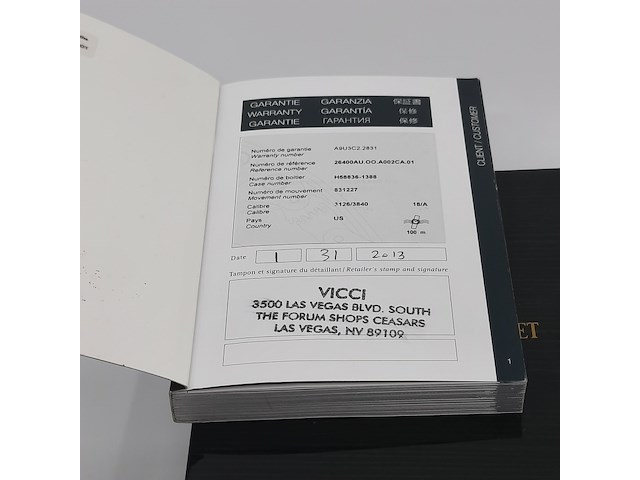 GARANTIE GARANZIA 保証書
WARRANTY GARANTÍA 保修
GARANTIE ГАРАНТИЯ 保修
Numéro de garantie A9U3C2.2831
Warranty number
Numéro de référence 26400AU.OO.A002CA.01
Reference number
Numéro de boîtier H58836-1388
Case number
Numéro de mouvement 831227
Movement number
Calibre 3126/3840 18/A
Calibre
Pays US
Country
100 m
Date 1 31 2013
Tampon et signature du détaillant / Retailer's stamp and signature
VICCI
3500 LAS VEGAS BLVD. SOUTH
THE FORUM SHOPS CEASARS
LAS VEGAS, NV 89109
CLIENT / CUSTOMER
1
ET